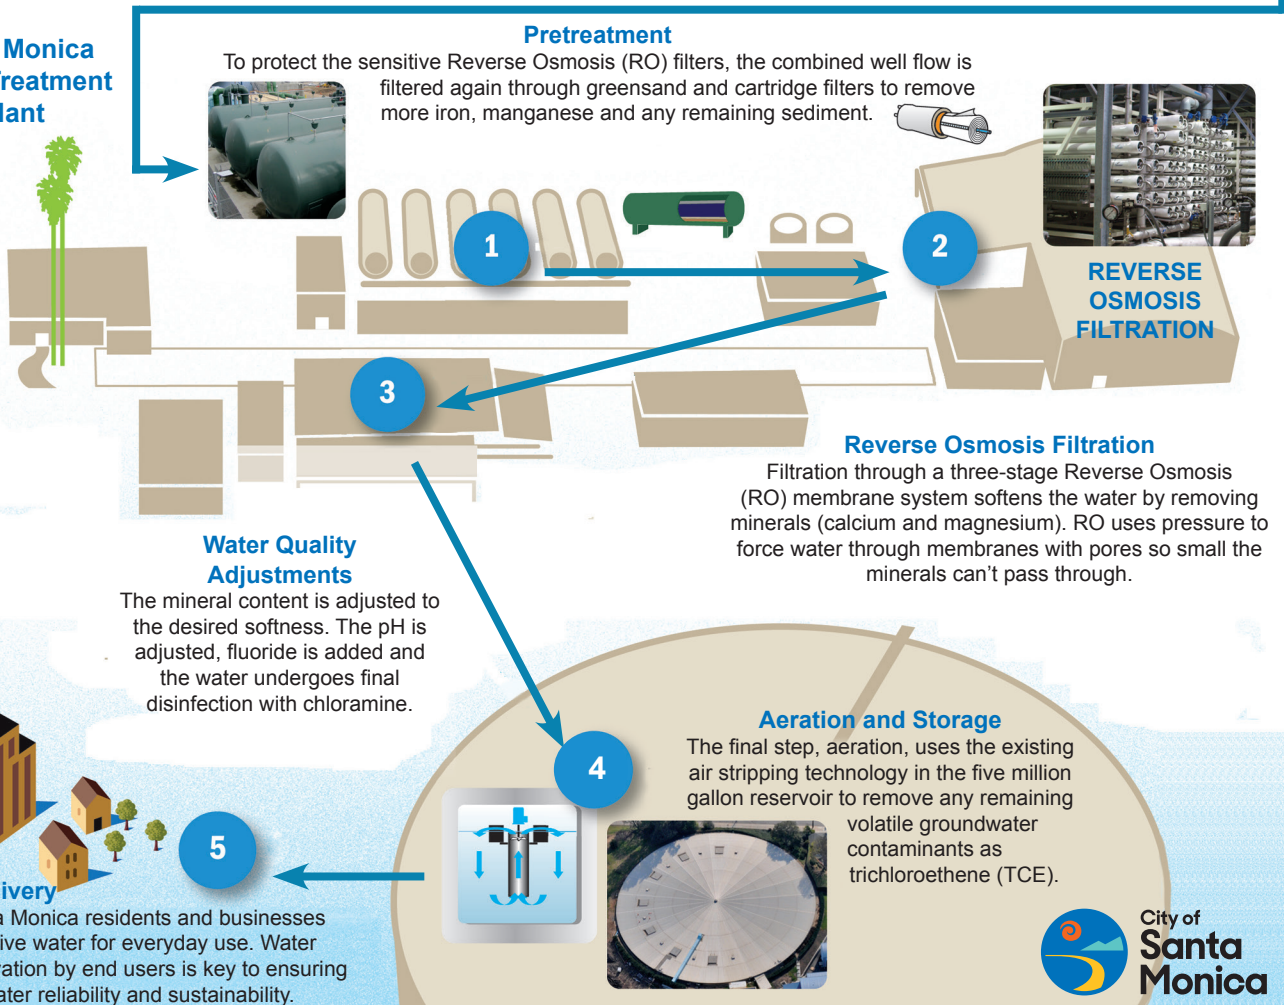 Monica
Treatment
lant
Pretreatment
To protect the sensitive Reverse Osmosis (RO) filters, the combined well flow is
filtered again through greensand and cartridge filters to remove
more iron, manganese and any remaining sediment.
1
2
REVERSE
OSMOSIS
FILTRATION
3
Reverse Osmosis Filtration
Filtration through a three-stage Reverse Osmosis
(RO) membrane system softens the water by removing
minerals (calcium and magnesium). RO uses pressure to
force water through membranes with pores so small the
minerals can't pass through.
Water Quality
Adjustments
The mineral content is adjusted to
the desired softness. The pH is
adjusted, fluoride is added and
the water undergoes final
disinfection with chloramine.
4
Aeration and Storage
The final step, aeration, uses the existing
air stripping technology in the five million
gallon reservoir to remove any remaining
volatile groundwater
contaminants as
trichloroethene (TCE).
5
ivery
a Monica residents and businesses
ive water for everyday use. Water
vation by end users is key to ensuring
ater reliability and sustainability.
City of
Santa
Monica